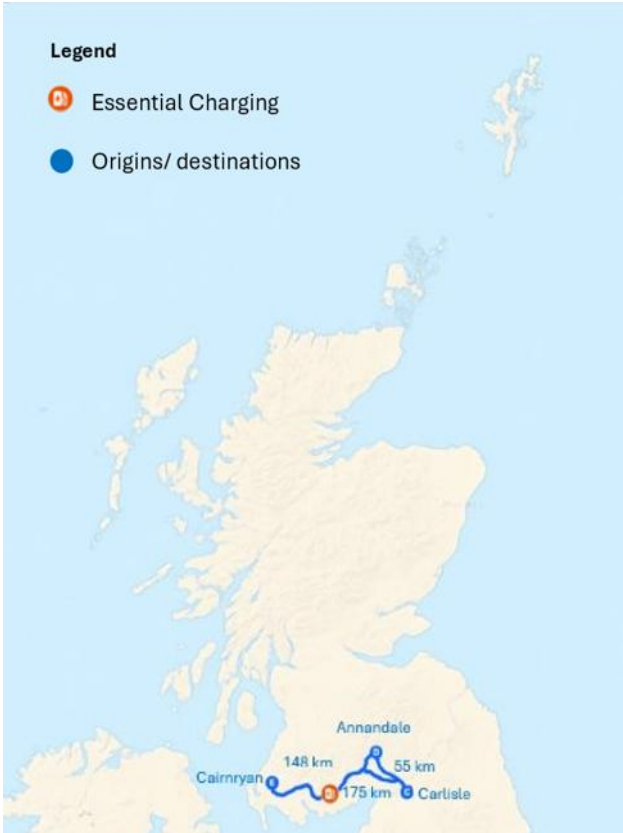 Legend
Essential Charging
Origins/ destinations
Annandale
148 km
55 km
Cairnryan
175 km
Carlisle